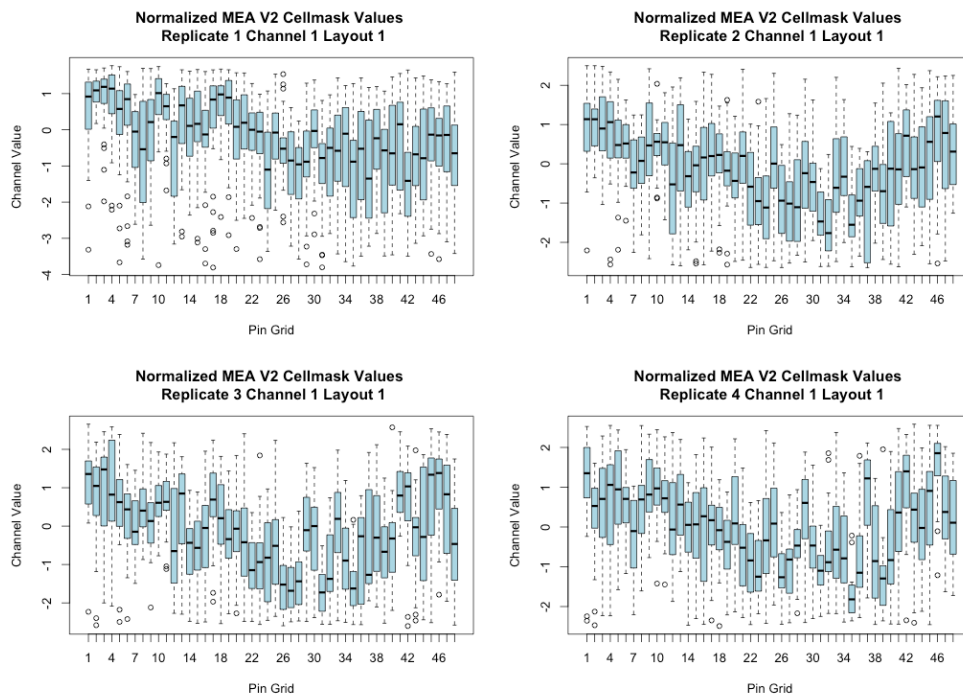 Normalized MEA V2 Cellmask Values
Replicate 1 Channel 1 Layout 1
Channel Value
1
0
-1
-2
-3
-4
1 4 7 10 14 18 22 26 30 34 38 42 46
Pin Grid
Normalized MEA V2 Cellmask Values
Replicate 2 Channel 1 Layout 1
Channel Value
2
1
0
-1
-2
1 4 7 10 14 18 22 26 30 34 38 42 46
Pin Grid
Normalized MEA V2 Cellmask Values
Replicate 3 Channel 1 Layout 1
Channel Value
2
1
0
-1
-2
1 4 7 10 14 18 22 26 30 34 38 42 46
Pin Grid
Normalized MEA V2 Cellmask Values
Replicate 4 Channel 1 Layout 1
Channel Value
2
1
0
-1
-2
1 4 7 10 14 18 22 26 30 34 38 42 46
Pin Grid